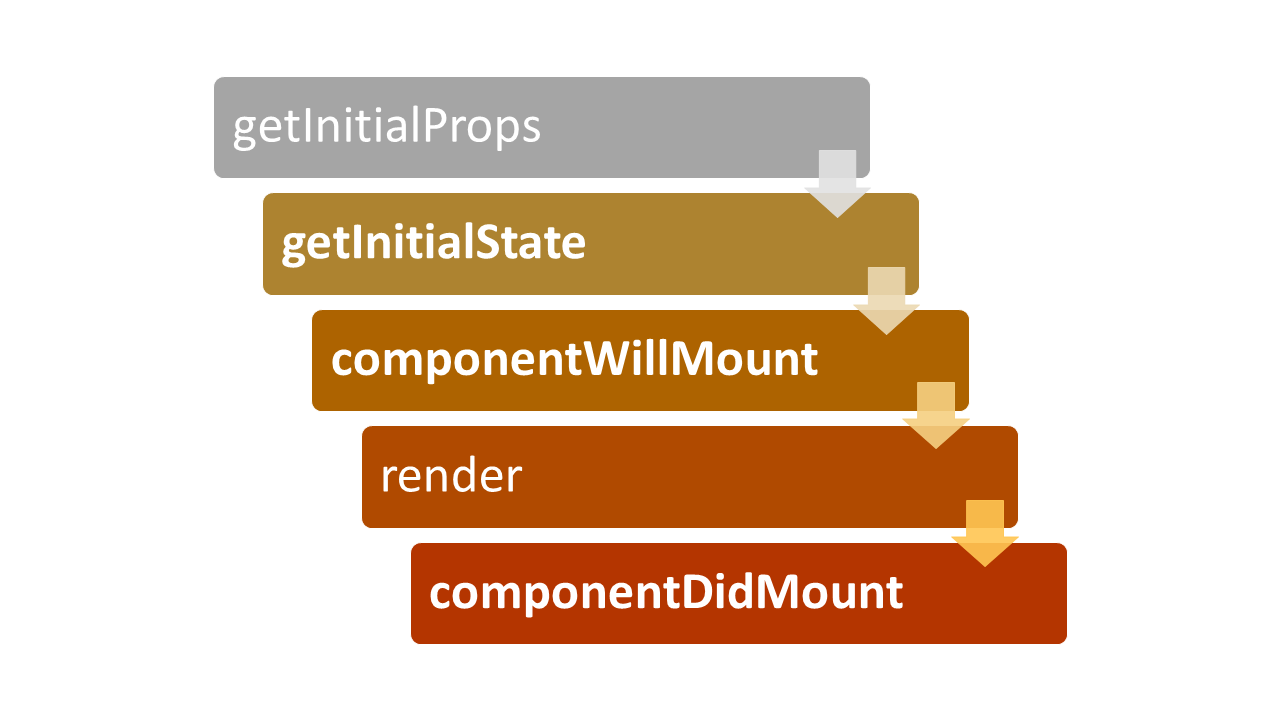 getInitialProps
getInitialState
componentWillMount
render
componentDidMount